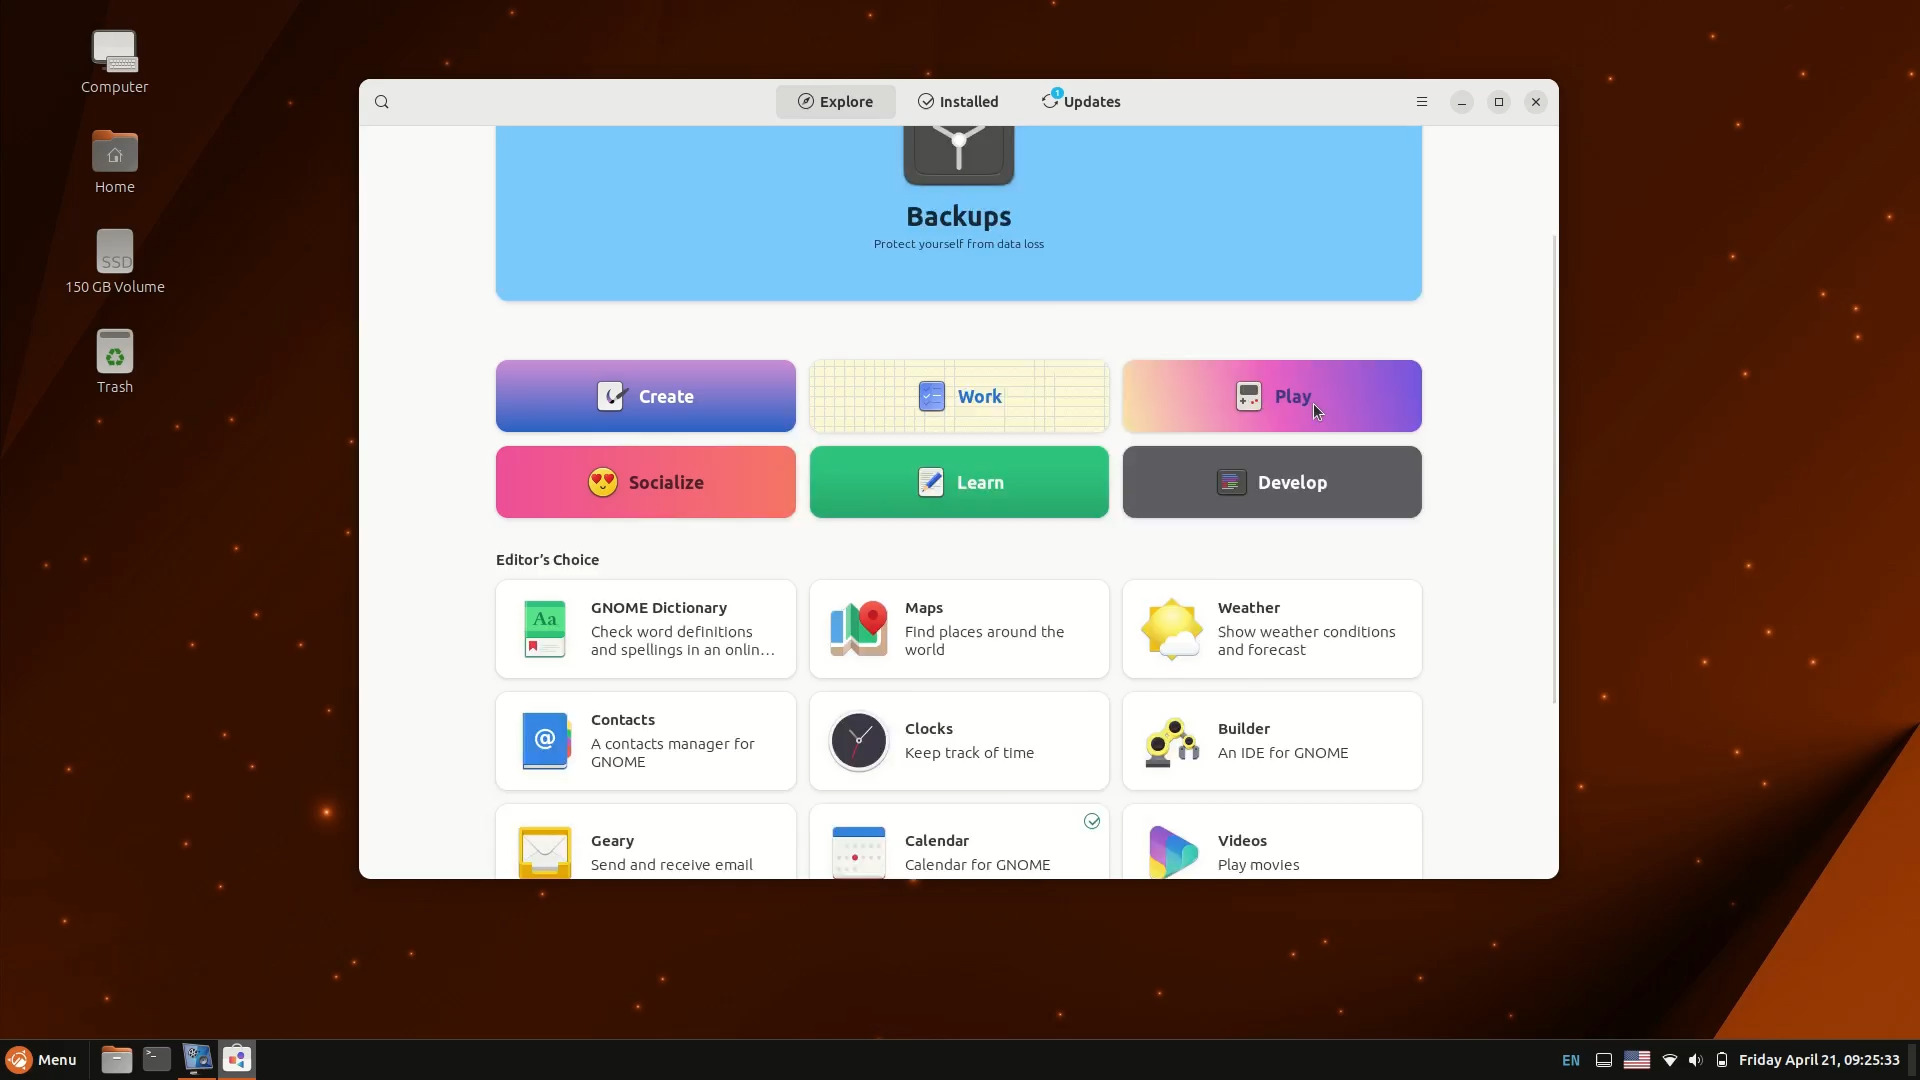 Computer
Home
SSD
150 GB Volume
Trash
Explore
Installed
1
Updates
Backups
Protect yourself from data loss
Create
Work
Play
Socialize
Learn
Develop
Editor’s Choice
Aa
GNOME Dictionary
Check word definitions
and spellings in an onlin…
Maps
Find places around the
world
Weather
Show weather conditions
and forecast
@
Contacts
A contacts manager for
GNOME
Clocks
Keep track of time
Builder
An IDE for GNOME
Geary
Send and receive email
Calendar
Calendar for GNOME
Videos
Play movies
Menu
EN
Friday April 21, 09:25:33